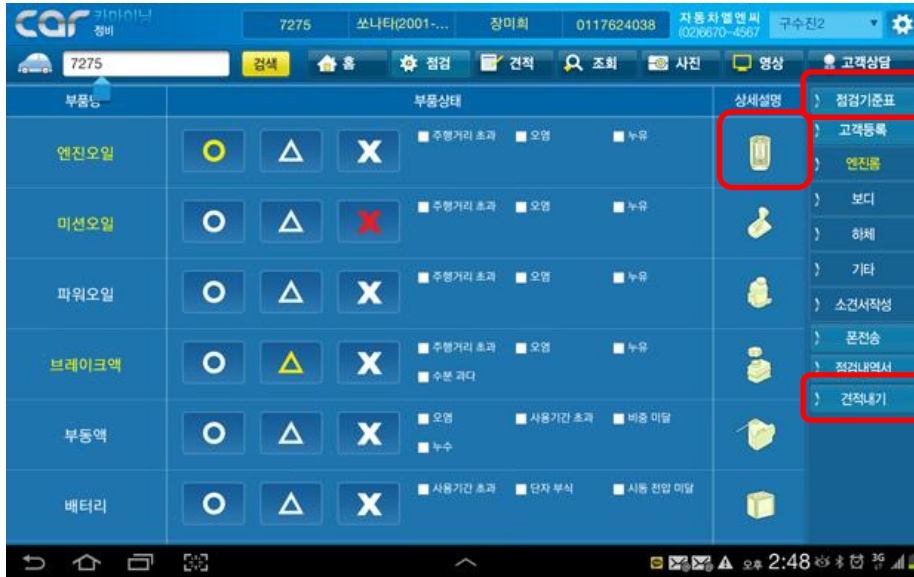 car 카마이닝
정비
7275 쏘나타(2001-... 장미희 0117624038 자동차엘엔씨 구수진2
(02)6670-4567
7275 검색 홈 점검 견적 조회 사진 영상 고객상담
부품상태 상세설명 점검기준표
고객등록
엔진오일 주행거리 초과 오염 누유
엔진룸
보디
미션오일 주행거리 초과 오염 누유
하체
기타
파워오일 주행거리 초과 오염 누유
소견서작성
폰전송
브레이크액 주행거리 초과 오염 누유
수분 과다
점검내역서
견적내기
부동액 오염 사용기간 초과 비중 미달
누수
배터리 사용기간 초과 단자 부식 시동 전압 미달
오후 2:48 3G